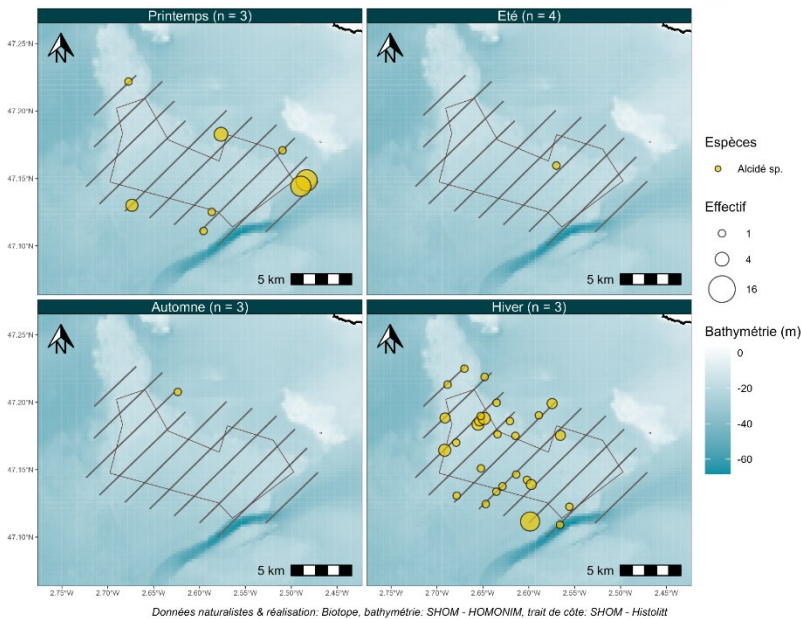 Printemps (n = 3)
Eté (n = 4)
47.25°N
47.20°N
47.15°N
47.10°N
N
N
5 km
5 km
Automne (n = 3)
Hiver (n = 3)
47.25°N
47.20°N
47.15°N
47.10°N
N
N
5 km
5 km
2.75°W
2.70°W
2.65°W
2.60°W
2.55°W
2.50°W
2.45°W
2.75°W
2.70°W
2.65°W
2.60°W
2.55°W
2.50°W
2.45°W
Espèces
Alcidé sp.
Effectif
1
4
16
Bathymétrie (m)
0
-20
-40
-60
Données naturalistes & réalisation: Biotope, bathymétrie: SHOM - HOMONIM, trait de côte: SHOM - Histolitt